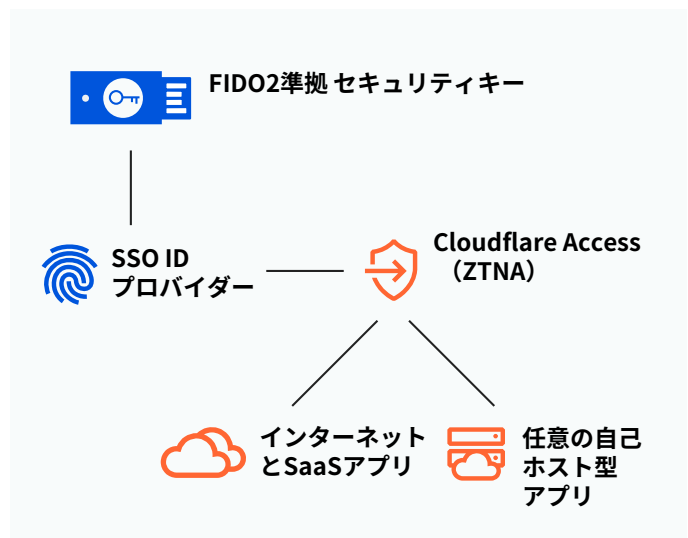 FIDO2準拠 セキュリティキー
SSO ID
プロバイダー
Cloudflare Access
（ZTNA）
インターネット
とSaaSアプリ
任意の自己
ホスト型
アプリ